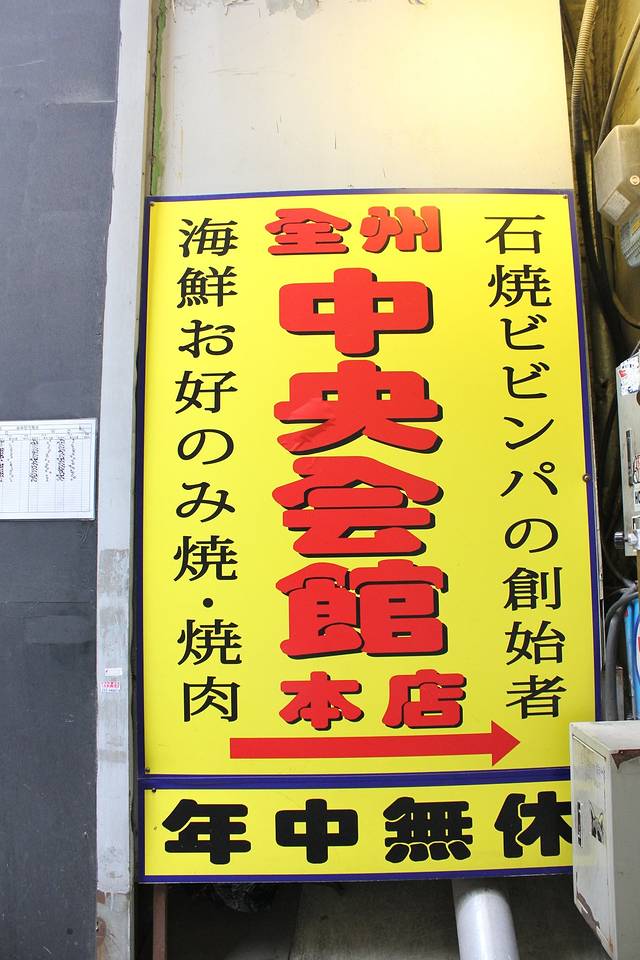 全州
中央会館
本店
石焼ビビンパの創始者
海鮮お好のみ焼・焼肉
年中無休